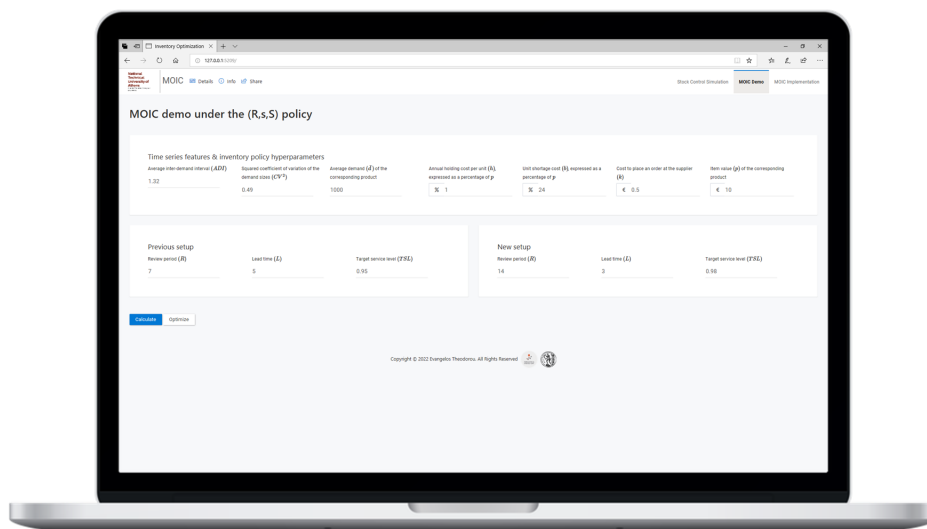 Inventory Optimization
127.0.0.1
National
Technical
University of
Athens
MOIC
Details
Info
Share
Stock Control Simulation
MOIC Demo
MOIC Implementation
MOIC demo under the (R,s,S) policy
Time series features & inventory policy hyperparameters
Average inter-demand interval (ADI)
1.32
Squared coefficient of variation of the
demand sizes (CV²)
0.49
Average demand (d̄) of the
corresponding product
1000
Annual holding cost per unit (h),
expressed as a percentage of p
% 1
Unit shortage cost (b), expressed as a
percentage of p
% 24
Cost to place an order at the supplier
(k)
€ 0.5
Item value (p) of the corresponding
product
€ 10
Previous setup
Review period (R)
7
Lead time (L)
5
Target service level (TSL)
0.95
New setup
Review period (R)
14
Lead time (L)
3
Target service level (TSL)
0.98
Calculate
Optimize
Copyright © 2022 Evangelos Theodorou. All Rights Reserved